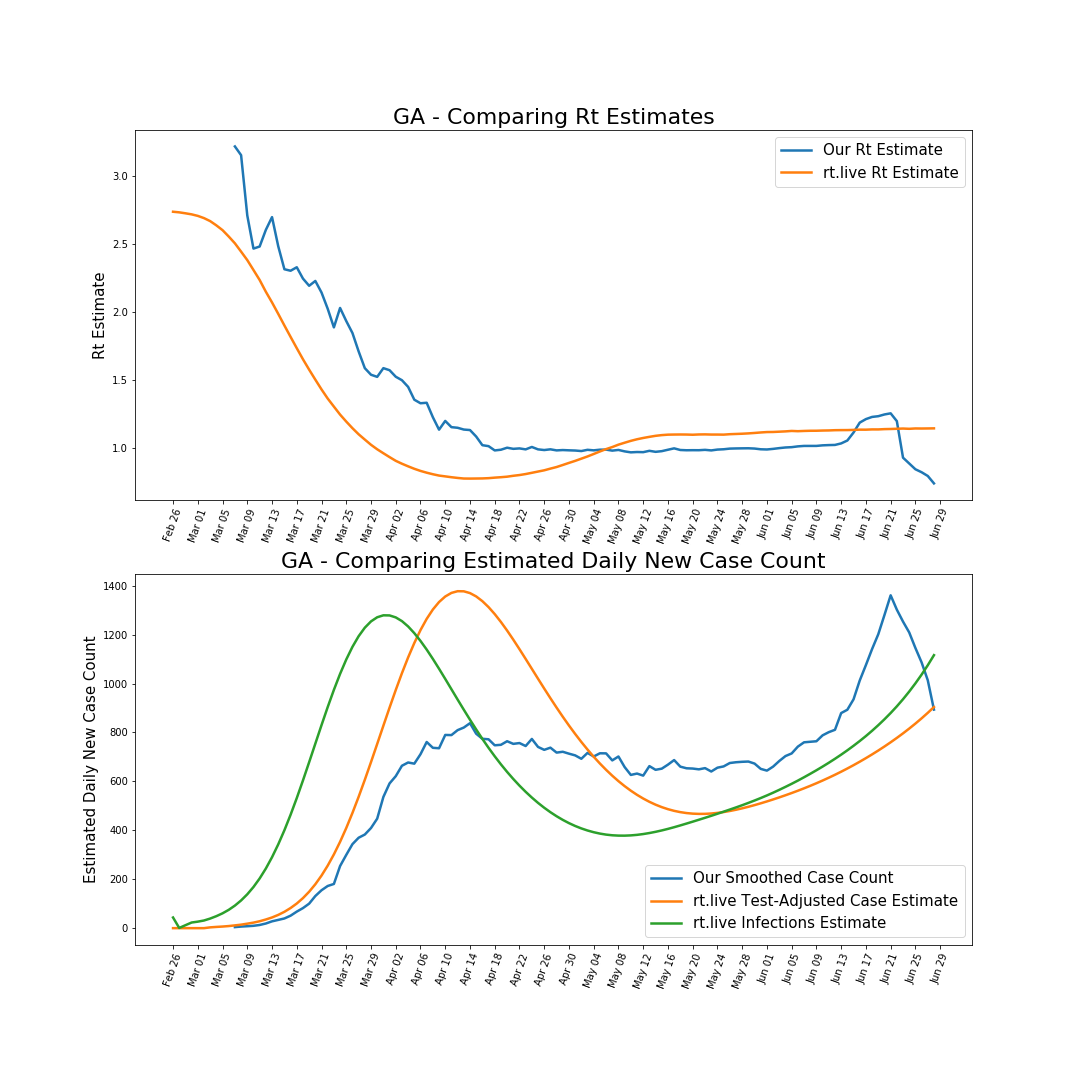 GA - Comparing Rt Estimates
Our Rt Estimate
rt.live Rt Estimate
Rt Estimate
3.0
2.5
2.0
1.5
1.0
Feb 26 Mar 01 Mar 05 Mar 09 Mar 13 Mar 17 Mar 21 Mar 25 Mar 29 Apr 02 Apr 06 Apr 10 Apr 14 Apr 18 Apr 22 Apr 26 Apr 30 May 04 May 08 May 12 May 16 May 20 May 24 May 28 Jun 01 Jun 05 Jun 09 Jun 13 Jun 17 Jun 21 Jun 25 Jun 29
GA - Comparing Estimated Daily New Case Count
Estimated Daily New Case Count
1400
1200
1000
800
600
400
200
0
Our Smoothed Case Count
rt.live Test-Adjusted Case Estimate
rt.live Infections Estimate
Feb 26 Mar 01 Mar 05 Mar 09 Mar 13 Mar 17 Mar 21 Mar 25 Mar 29 Apr 02 Apr 06 Apr 10 Apr 14 Apr 18 Apr 22 Apr 26 Apr 30 May 04 May 08 May 12 May 16 May 20 May 24 May 28 Jun 01 Jun 05 Jun 09 Jun 13 Jun 17 Jun 21 Jun 25 Jun 29